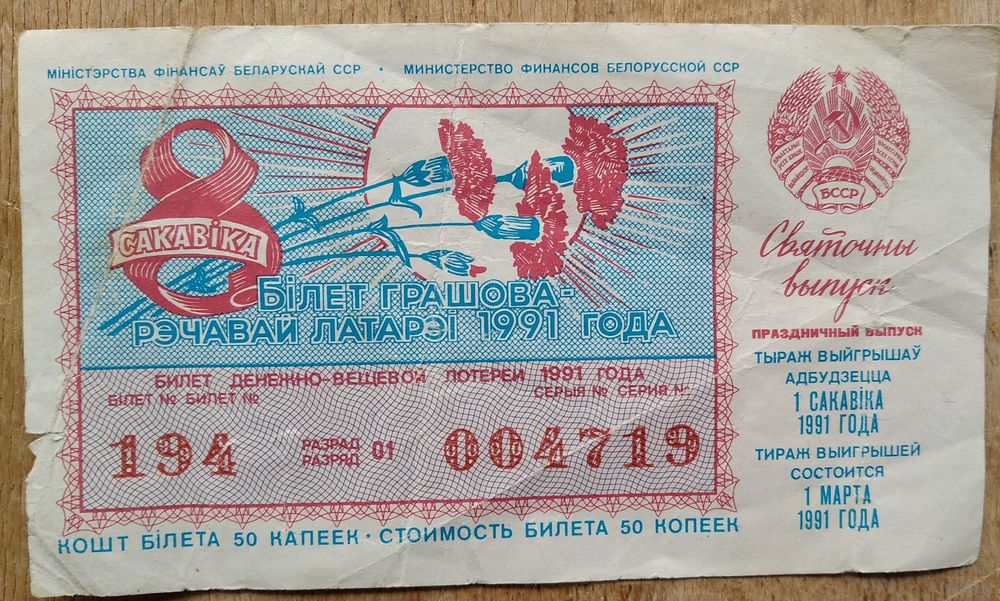 МІНІСТЭРСТВА ФІНАНСАЎ БЕЛАРУСКАЙ ССР · МИНИСТЕРСТВО ФИНАНСОВ БЕЛОРУССКОЙ ССР
8
САКАВІКА
БІЛЕТ ГРАШОВА-
РЭЧАВАЙ ЛАТАРЭІ 1991 ГОДА
БИЛЕТ ДЕНЕЖНО-ВЕЩЕВОЙ ЛОТЕРЕИ 1991 ГОДА
БІЛЕТ № БИЛЕТ № СЕРЫЯ № СЕРИЯ №
194 РАЗРАД 01 004719
РАЗРЯД
КОШТ БІЛЕТА 50 КАПЕЕК · СТОИМОСТЬ БИЛЕТА 50 КОПЕЕК
БССР
Святочны
выпуск
ПРАЗДНИЧНЫЙ ВЫПУСК
ТЫРАЖ ВЫЙГРЫШАЎ
АДБУДЗЕЦЦА
1 САКАВІКА
1991 ГОДА
ТИРАЖ ВЫИГРЫШЕЙ
СОСТОИТСЯ
1 МАРТА
1991 ГОДА